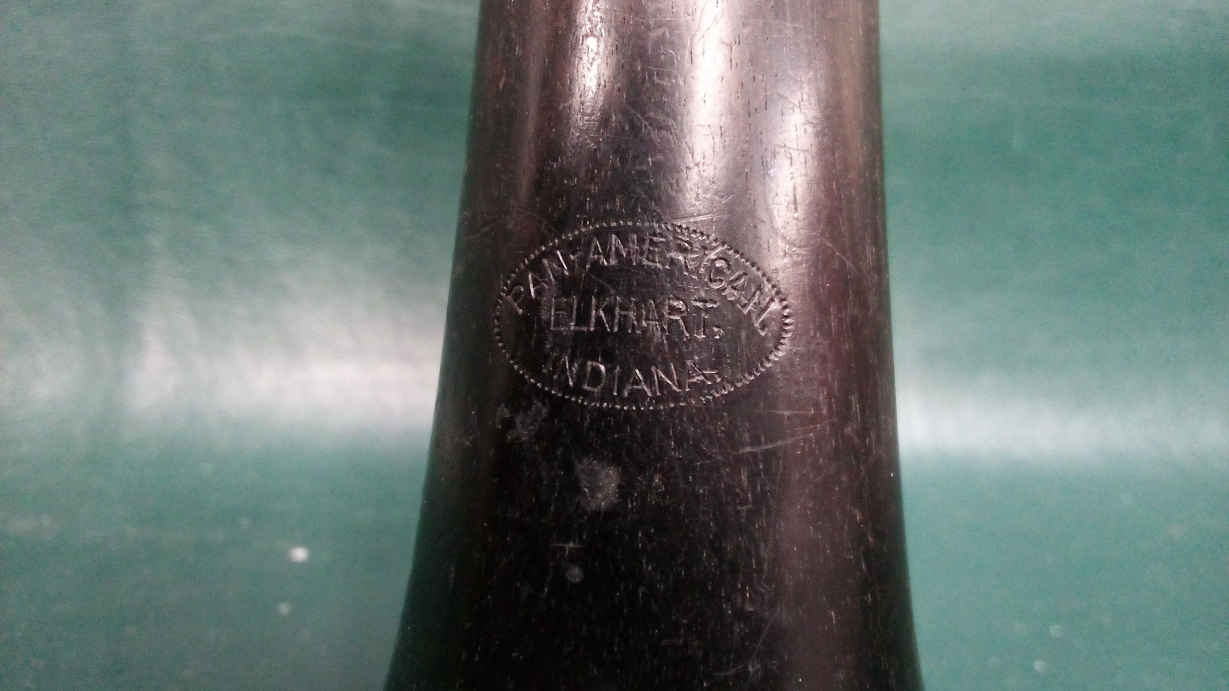 PAN-AMERICAN.
ELKHART,
INDIANA.